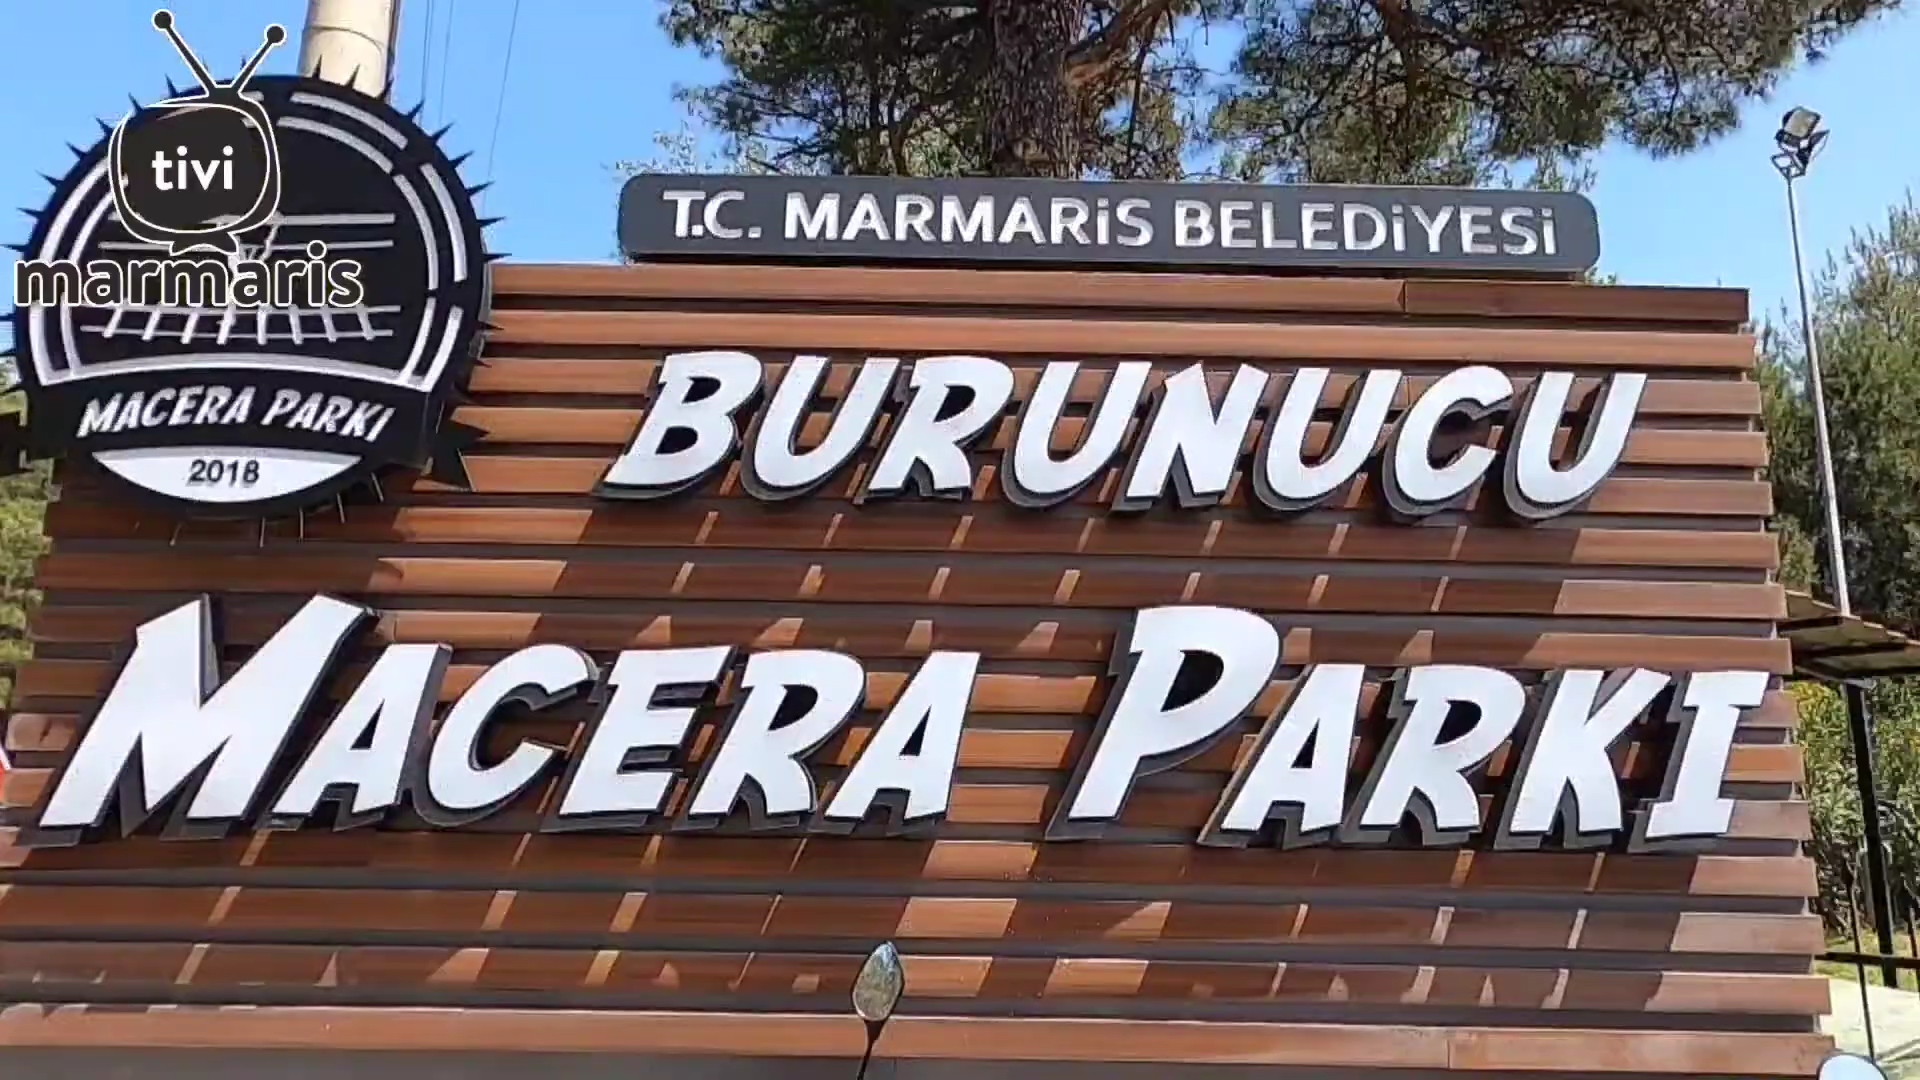 tivi
marmaris
MACERA PARKI
2018
T.C. MARMARİS BELEDİYESİ
BURUNUCU
MACERA PARKI